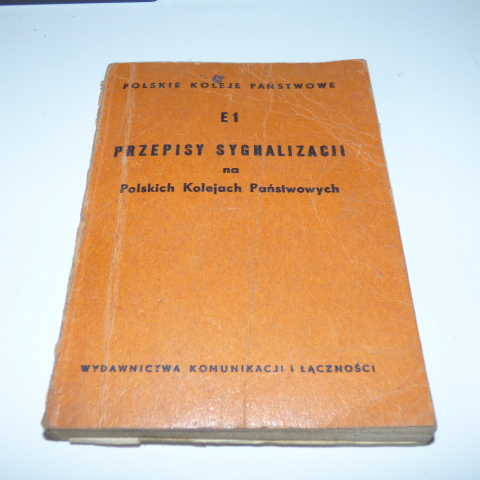 POLSKIE KOLEJE PAŃSTWOWE
E1
PRZEPISY SYGNALIZACJI
na
Polskich Kolejach Państwowych
WYDAWNICTWA KOMUNIKACJI I ŁĄCZNOŚCI